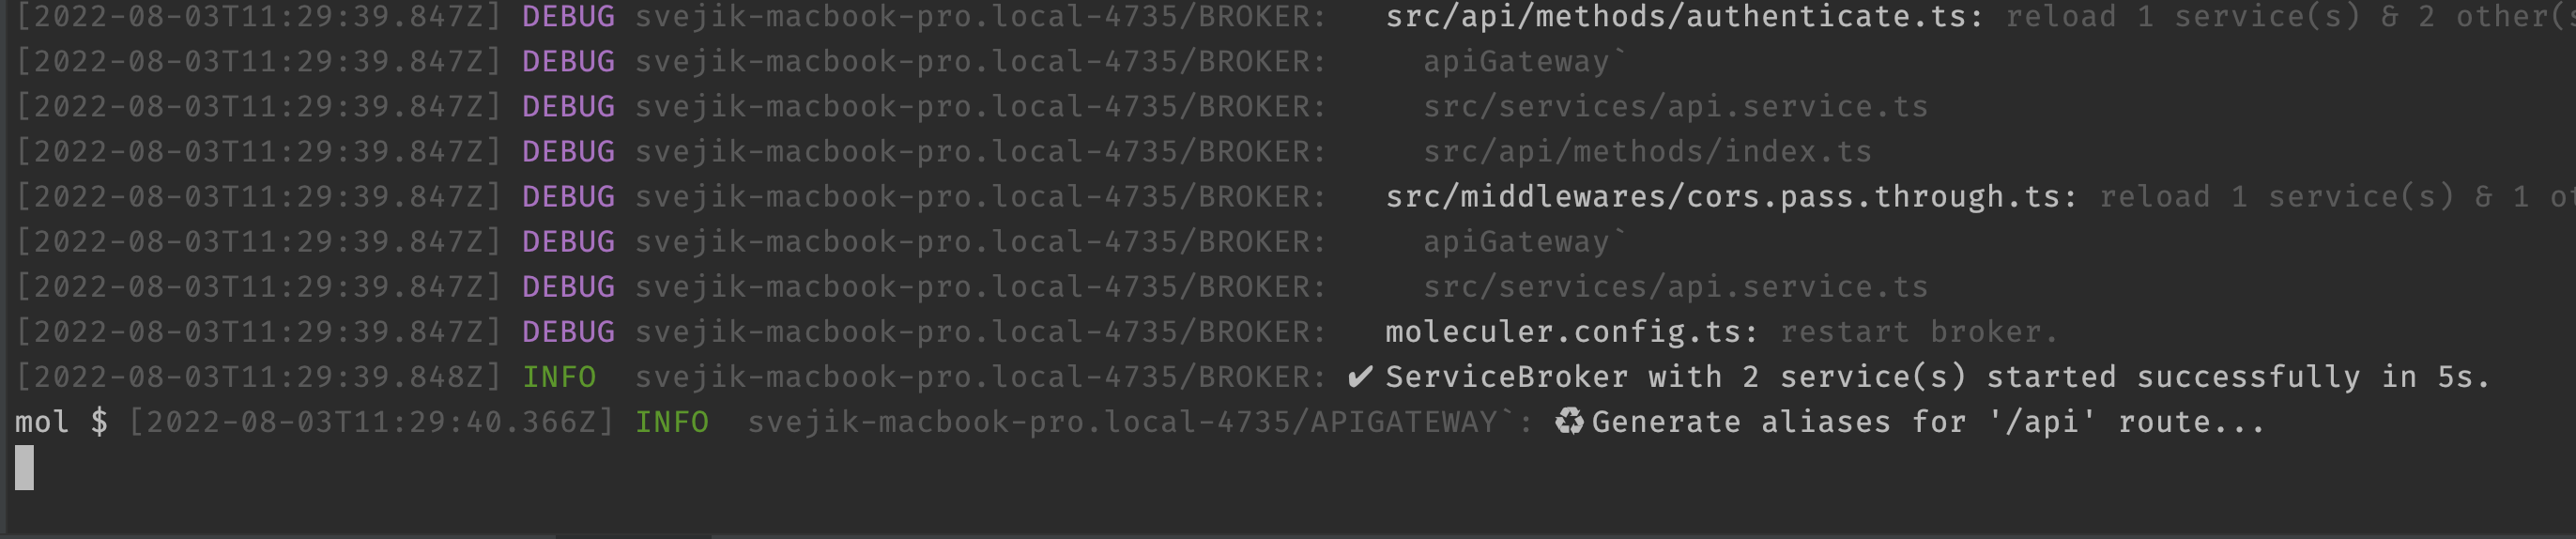 [2022-08-03T11:29:39.847Z] DEBUG svejik-macbook-pro.local-4735/BROKER:   src/api/methods/authenticate.ts: reload 1 service(s) & 2 other(s
[2022-08-03T11:29:39.847Z] DEBUG svejik-macbook-pro.local-4735/BROKER:     apiGateway`
[2022-08-03T11:29:39.847Z] DEBUG svejik-macbook-pro.local-4735/BROKER:     src/services/api.service.ts
[2022-08-03T11:29:39.847Z] DEBUG svejik-macbook-pro.local-4735/BROKER:     src/api/methods/index.ts
[2022-08-03T11:29:39.847Z] DEBUG svejik-macbook-pro.local-4735/BROKER:   src/middlewares/cors.pass.through.ts: reload 1 service(s) & 1 ot
[2022-08-03T11:29:39.847Z] DEBUG svejik-macbook-pro.local-4735/BROKER:     apiGateway`
[2022-08-03T11:29:39.847Z] DEBUG svejik-macbook-pro.local-4735/BROKER:     src/services/api.service.ts
[2022-08-03T11:29:39.847Z] DEBUG svejik-macbook-pro.local-4735/BROKER:   moleculer.config.ts: restart broker.
[2022-08-03T11:29:39.848Z] INFO  svejik-macbook-pro.local-4735/BROKER: ✔ ServiceBroker with 2 service(s) started successfully in 5s.
mol $ [2022-08-03T11:29:40.366Z] INFO  svejik-macbook-pro.local-4735/APIGATEWAY`: ♻ Generate aliases for '/api' route...